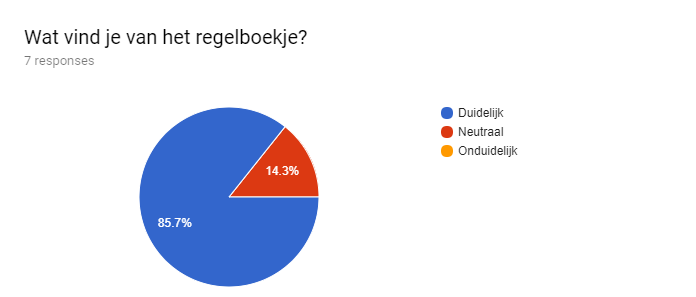 Wat vind je van het regelboekje?
7 responses
Duidelijk
Neutraal
Onduidelijk
14.3%
85.7%